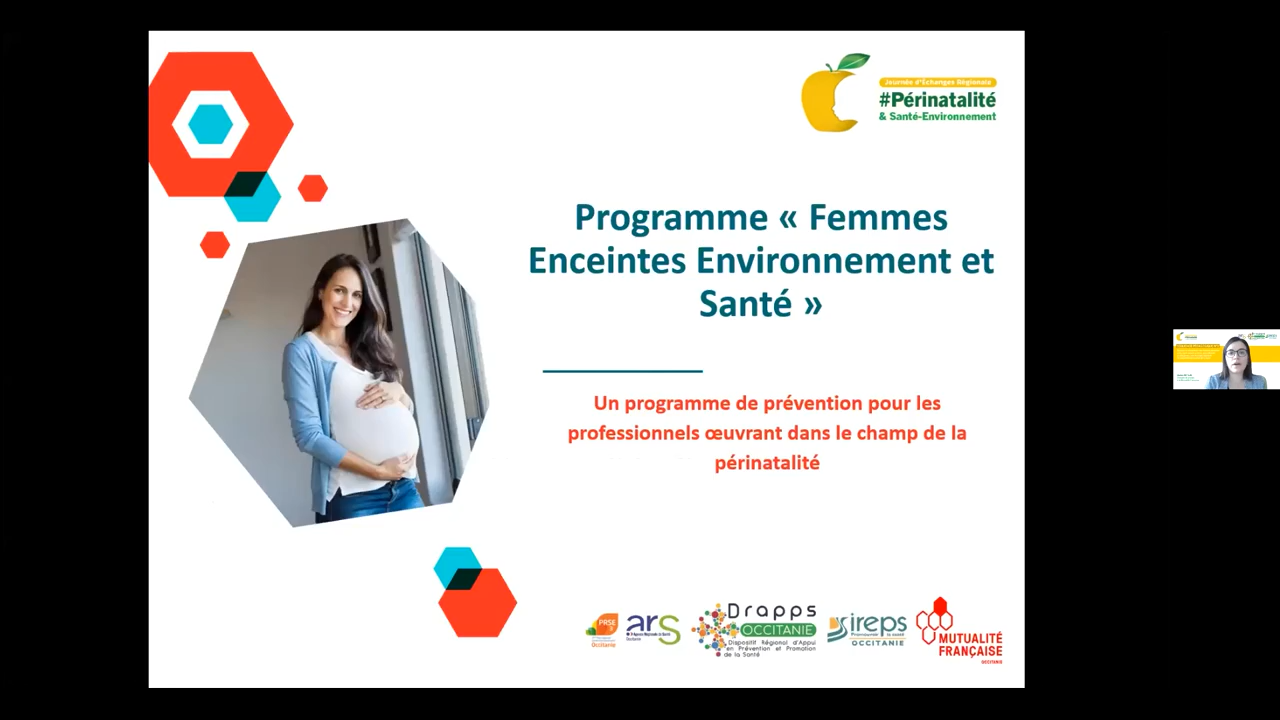 Journée d'Échanges Régionale
#Périnatalité
& Santé-Environnement
Programme « Femmes
Enceintes Environnement et
Santé »
Un programme de prévention pour les
professionnels œuvrant dans le champ de la
périnatalité
PRSE
Occitanie
ars
Drapps
OCCITANIE
Dispositif Régional d'Appui
en Prévention et Promotion
de la Santé
ireps
OCCITANIE
MUTUALITÉ
FRANÇAISE
OCCITANIE